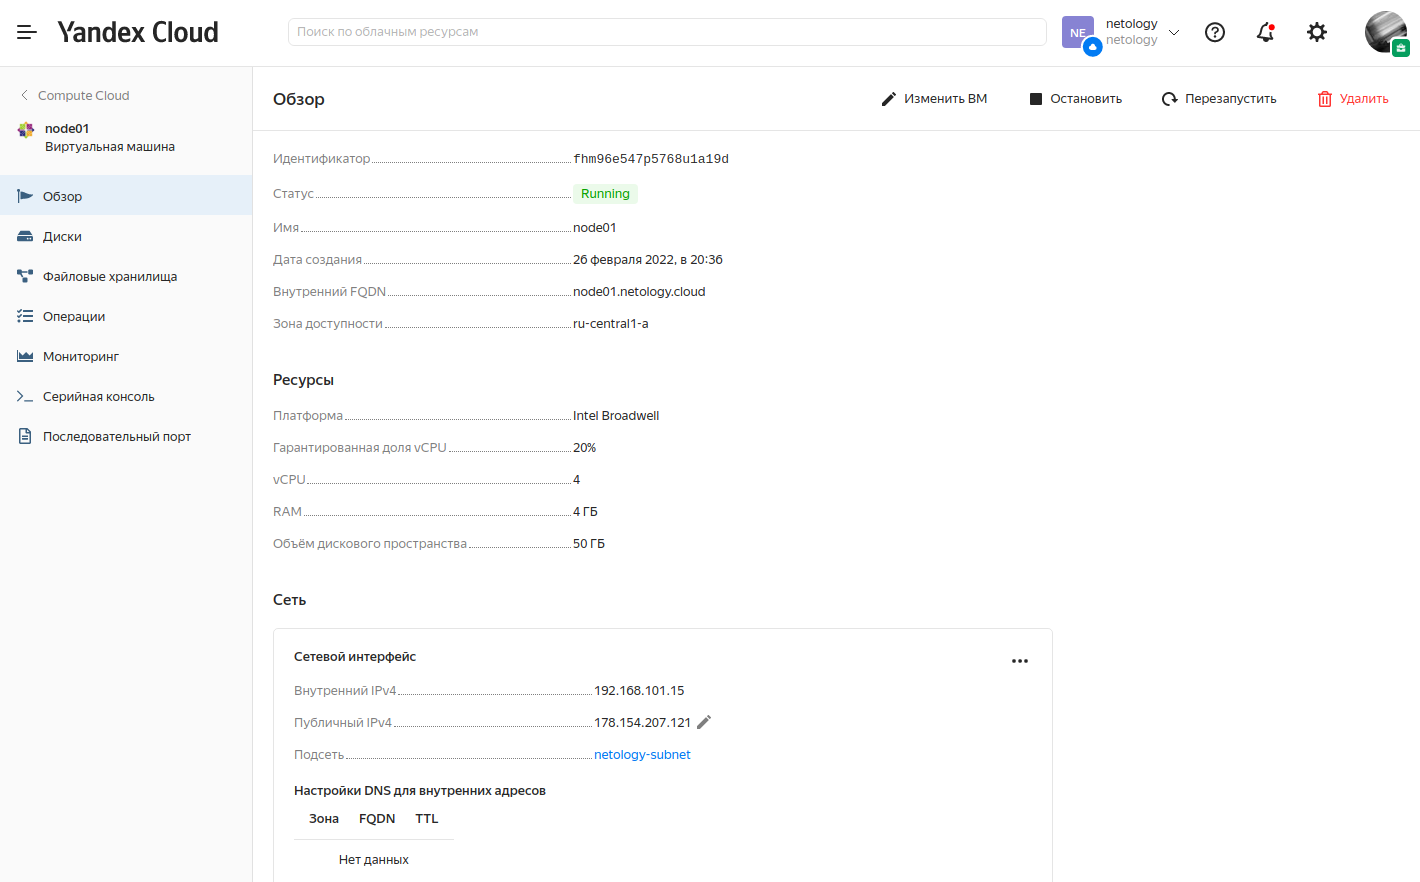 Yandex Cloud
Поиск по облачным ресурсам
NE
netology
netology
Compute Cloud
node01
Виртуальная машина
Обзор
Диски
Файловые хранилища
Операции
Мониторинг
Серийная консоль
Последовательный порт
Обзор
Изменить ВМ
Остановить
Перезапустить
Удалить
Идентификатор fhm96e547p5768u1a19d
Статус Running
Имя node01
Дата создания 26 февраля 2022, в 20:36
Внутренний FQDN node01.netology.cloud
Зона доступности ru-central1-a
Ресурсы
Платформа Intel Broadwell
Гарантированная доля vCPU 20%
vCPU 4
RAM 4 ГБ
Объём дискового пространства 50 ГБ
Сеть
Сетевой интерфейс
Внутренний IPv4 192.168.101.15
Публичный IPv4 178.154.207.121
Подсеть netology-subnet
Настройки DNS для внутренних адресов
Зона FQDN TTL
Нет данных